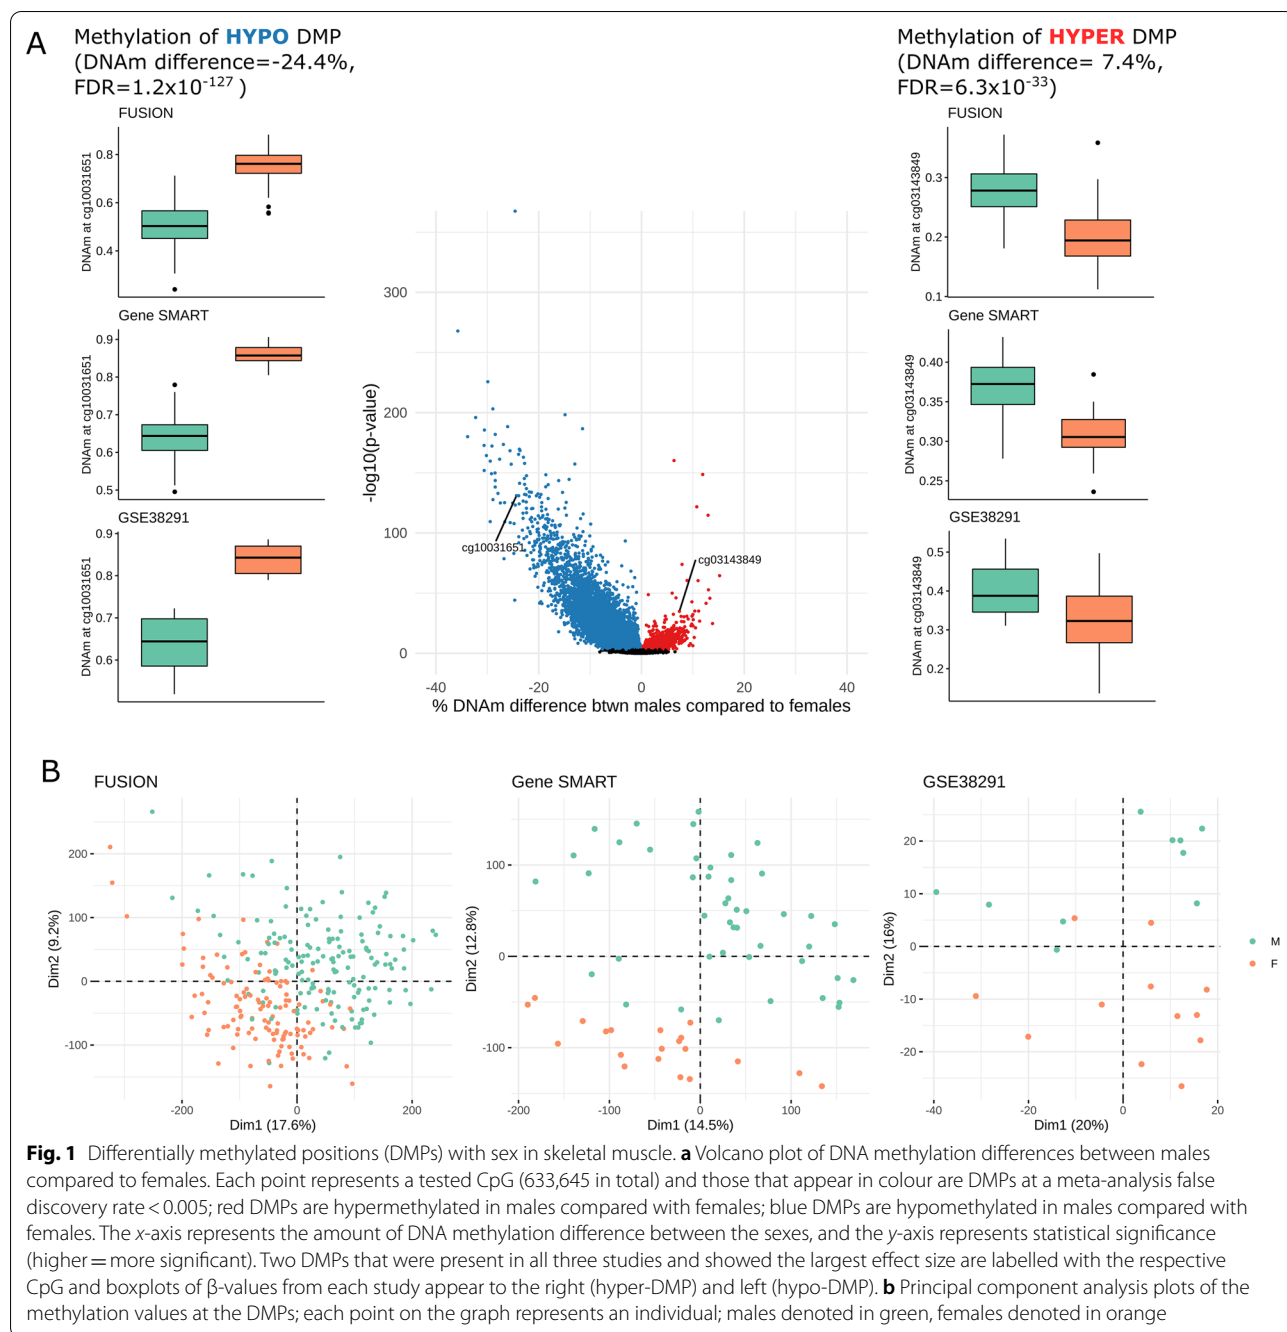 A
Methylation of HYPO DMP
(DNAm difference=-24.4%,
FDR=1.2x10-127 )
FUSION
DNAm at cg10031651
0.8
0.6
0.4
Gene SMART
DNAm at cg10031651
0.9
0.8
0.7
0.6
0.5
GSE38291
DNAm at cg10031651
0.9
0.8
0.7
0.6
-log10(p-value)
300
200
100
0
cg10031651
cg03143849
-40
-20
0
20
40
% DNAm difference btwn males compared to females
Methylation of HYPER DMP
(DNAm difference= 7.4%,
FDR=6.3x10-33)
FUSION
DNAm at cg03143849
0.3
0.2
0.1
Gene SMART
DNAm at cg03143849
0.40
0.35
0.30
0.25
GSE38291
DNAm at cg03143849
0.5
0.4
0.3
0.2
B
FUSION
Dim2 (9.2%)
200
100
0
-100
-200
0
200
Dim1 (17.6%)
Gene SMART
Dim2 (12.8%)
100
0
-100
-200
-100
0
100
Dim1 (14.5%)
GSE38291
Dim2 (16%)
20
10
0
-10
-20
-40
-20
0
20
Dim1 (20%)
M
F
Fig. 1 Differentially methylated positions (DMPs) with sex in skeletal muscle. a Volcano plot of DNA methylation differences between males
compared to females. Each point represents a tested CpG (633,645 in total) and those that appear in colour are DMPs at a meta-analysis false
discovery rate < 0.005; red DMPs are hypermethylated in males compared with females; blue DMPs are hypomethylated in males compared with
females. The x-axis represents the amount of DNA methylation difference between the sexes, and the y-axis represents statistical significance
(higher = more significant). Two DMPs that were present in all three studies and showed the largest effect size are labelled with the respective
CpG and boxplots of β-values from each study appear to the right (hyper-DMP) and left (hypo-DMP). b Principal component analysis plots of the
methylation values at the DMPs; each point on the graph represents an individual; males denoted in green, females denoted in orange